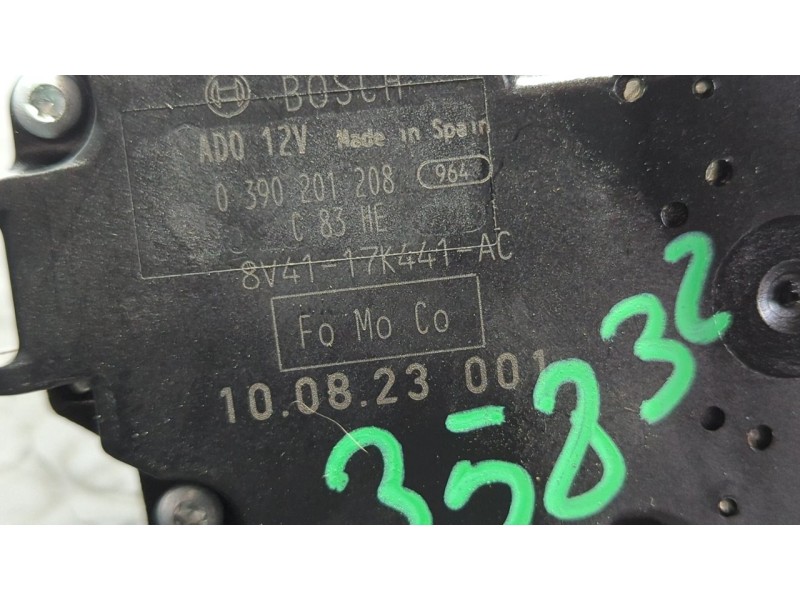 BOSCH
ADO 12V Made in Spain
0 390 201 208 964
C 83 HE
8V41-17K441-AC
Fo Mo Co
10.08.23 001
35832